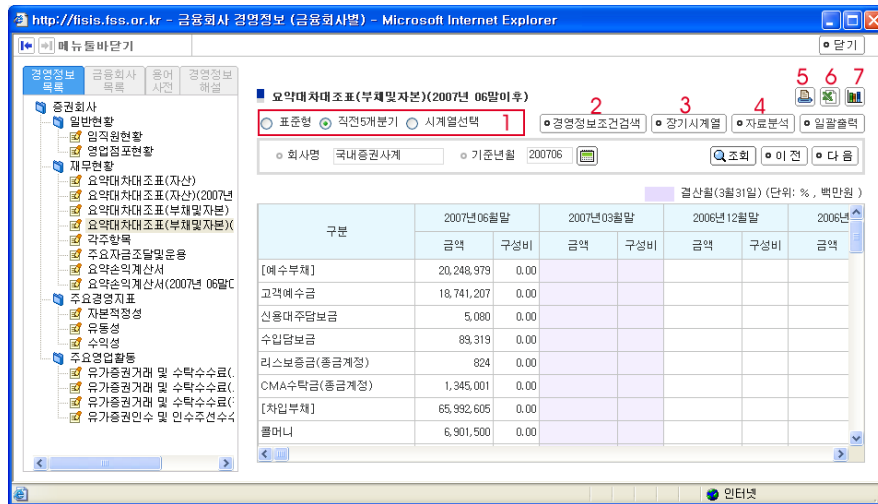 http://fisis.fss.or.kr - 금융회사 경영정보 (금융회사별) - Microsoft Internet Explorer
메뉴툴바닫기
닫기
경영정보 목록
금융회사 목록
용어 사전
경영정보 해설
증권회사
일반현황
임직원현황
영업점포현황
재무현황
요약대차대조표(자산)
요약대차대조표(자산)(2007년
요약대차대조표(부채및자본)
요약대차대조표(부채및자본)(
각주항목
주요자금조달및운용
요약손익계산서
요약손익계산서(2007년 06말
주요경영지표
자본적정성
유동성
수익성
주요영업활동
유가증권거래 및 수탁수수료(.
유가증권거래 및 수탁수수료(.
유가증권거래 및 수탁수수료(
유가증권인수 및 인수주선수수
요약대차대조표(부채및자본)(2007년 06말이후)
5 6 7
표준형 직전5개분기 시계열선택 1
2 3 4
경영정보조건검색 장기시계열 자료분석 일괄출력
회사명 국내증권사계 기준년월 200706 조회 이 전 다 음
결산월(3월31일) (단위: % , 백만원 )
구분 2007년06월말 2007년03월말 2006년12월말 2006년
금액 구성비 금액 구성비 금액 구성비 금액
[예수부채] 20,248,979 0.00
고객예수금 18,741,207 0.00
신용대주담보금 5,080 0.00
수입담보금 89,319 0.00
리스보증금(종금계정) 824 0.00
CMA수탁금(종금계정) 1,345,001 0.00
[차입부채] 65,992,605 0.00
콜머니 6,901,500 0.00
인터넷